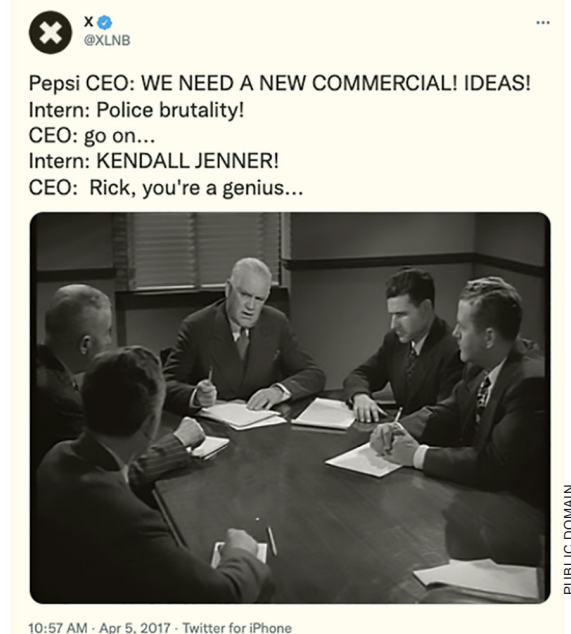 X
@XLNB
Pepsi CEO: WE NEED A NEW COMMERCIAL! IDEAS!
Intern: Police brutality!
CEO: go on...
Intern: KENDALL JENNER!
CEO:  Rick, you're a genius...
10:57 AM · Apr 5, 2017 · Twitter for iPhone
PUBLIC DOMAIN